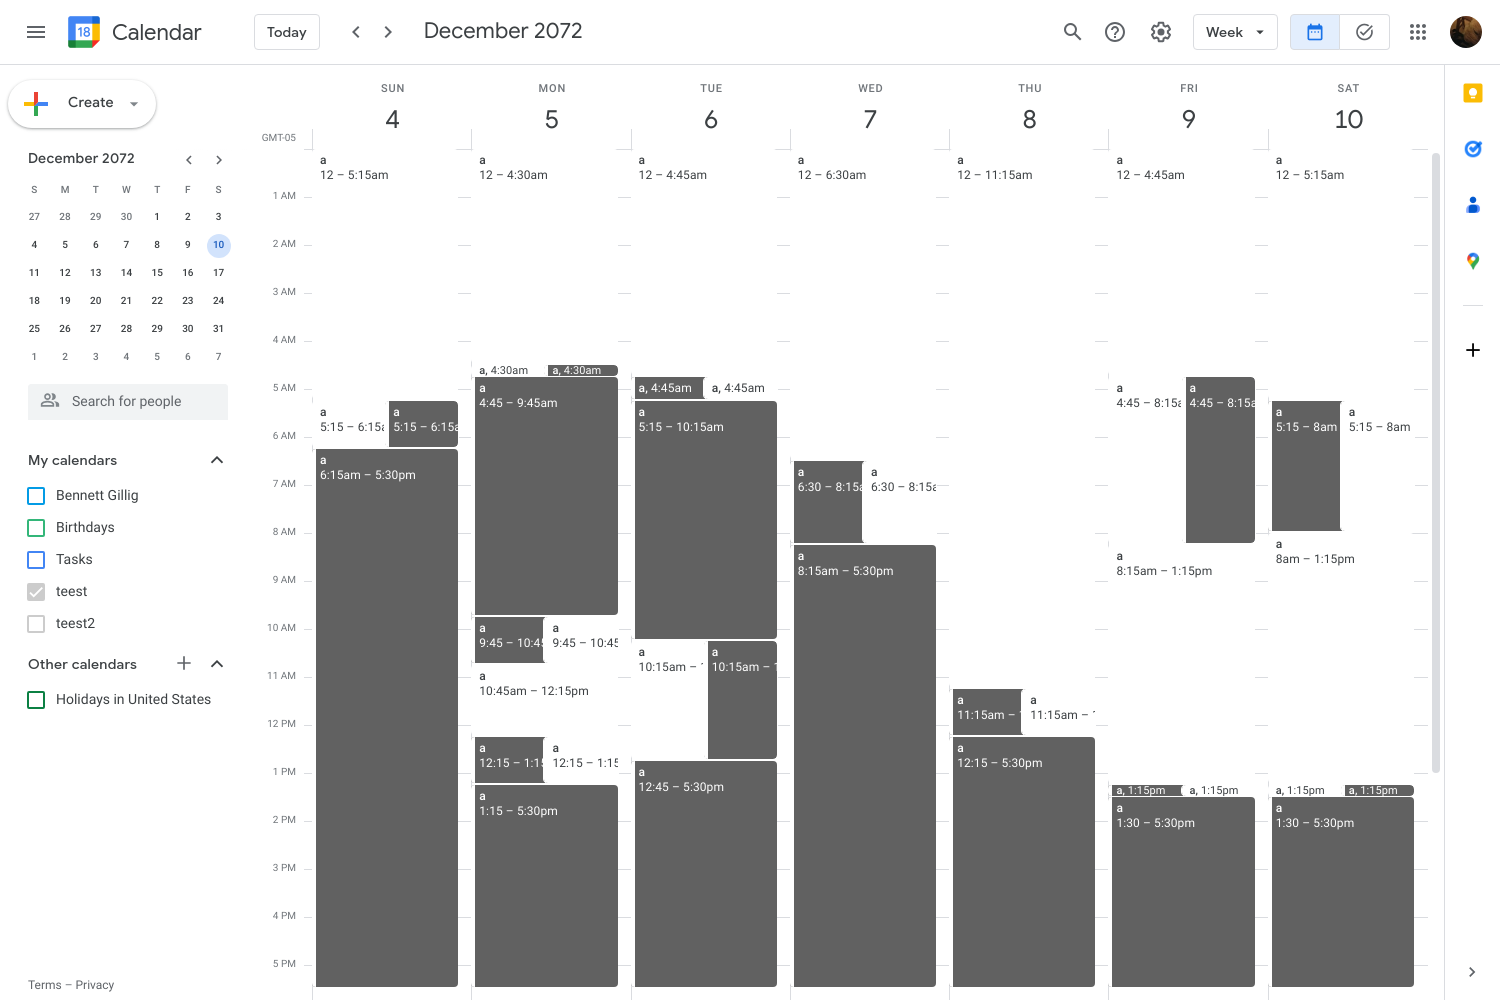 18
Calendar
Today
December 2072
Week
Create
December 2072
S M T W T F S
27 28 29 30 1 2 3
4 5 6 7 8 9 10
11 12 13 14 15 16 17
18 19 20 21 22 23 24
25 26 27 28 29 30 31
1 2 3 4 5 6 7
Search for people
My calendars
Bennett Gillig
Birthdays
Tasks
teest
teest2
Other calendars
Holidays in United States
Terms – Privacy
GMT-05
1 AM
2 AM
3 AM
4 AM
5 AM
6 AM
7 AM
8 AM
9 AM
10 AM
11 AM
12 PM
1 PM
2 PM
3 PM
4 PM
5 PM
SUN
4
a
12 – 5:15am
a
5:15 – 6:15a
a
5:15 – 6:15a
a
6:15am – 5:30pm
MON
5
a
12 – 4:30am
a, 4:30am
a, 4:30am
a
4:45 – 9:45am
a
9:45 – 10:45
a
9:45 – 10:45
a
10:45am – 12:15pm
a
12:15 – 1:15
a
12:15 – 1:15
a
1:15 – 5:30pm
TUE
6
a
12 – 4:45am
a, 4:45am
a, 4:45am
a
5:15 – 10:15am
a
10:15am –
a
10:15am – 1
a
12:45 – 5:30pm
WED
7
a
12 – 6:30am
a
6:30 – 8:15a
a
6:30 – 8:15a
a
8:15am – 5:30pm
THU
8
a
12 – 11:15am
a
11:15am –
a
11:15am –
a
12:15 – 5:30pm
FRI
9
a
12 – 4:45am
a
4:45 – 8:15a
a
4:45 – 8:15a
a
8:15am – 1:15pm
a, 1:15pm
a, 1:15pm
a
1:30 – 5:30pm
SAT
10
a
12 – 5:15am
a
5:15 – 8am
a
5:15 – 8am
a
8am – 1:15pm
a, 1:15pm
a, 1:15pm
a
1:30 – 5:30pm